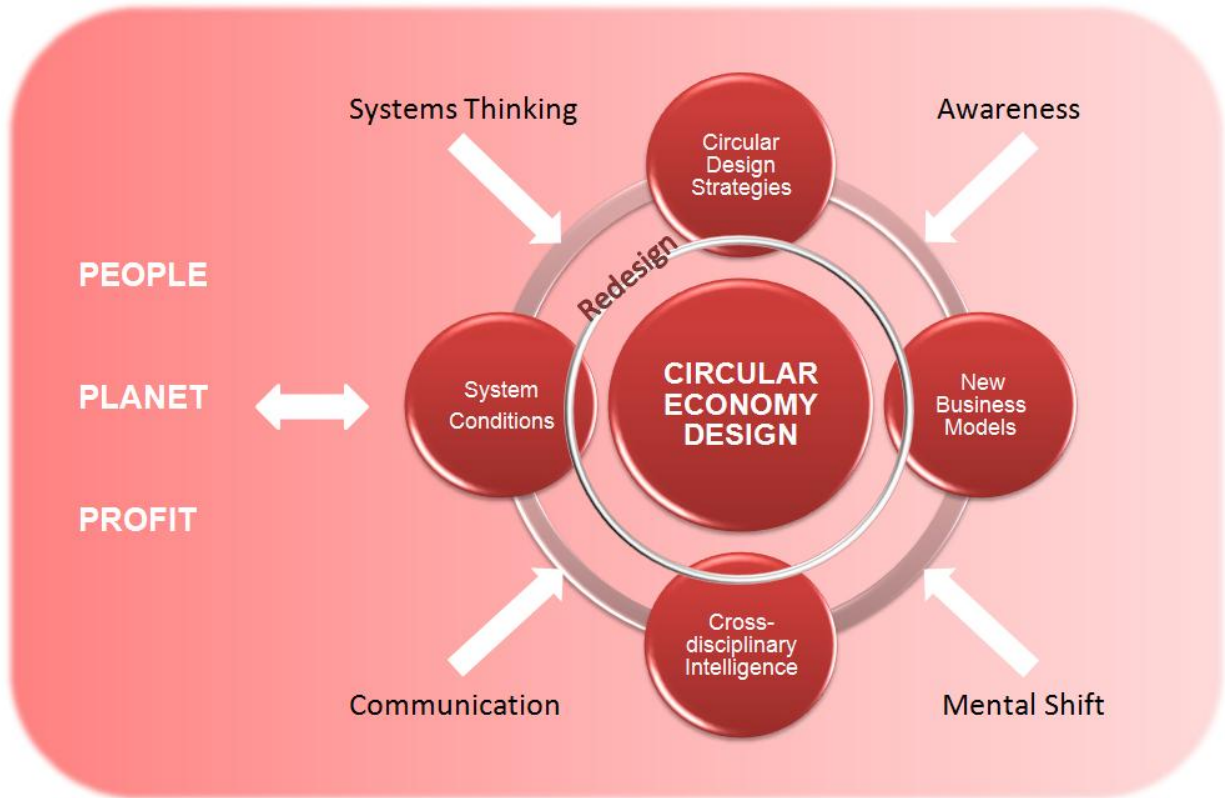 Systems Thinking
Awareness
Circular
Design
Strategies
Redesign
PEOPLE
PLANET
PROFIT
System
Conditions
CIRCULAR
ECONOMY
DESIGN
New
Business
Models
Cross-
disciplinary
Intelligence
Communication
Mental Shift